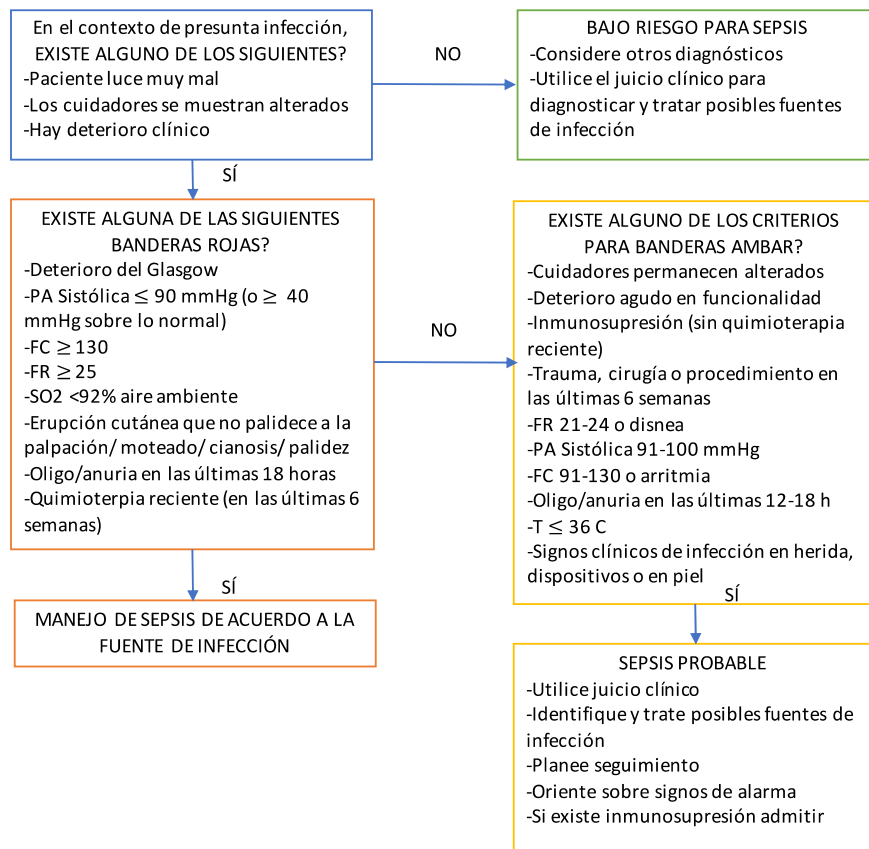 En el contexto de presunta infección,
EXISTE ALGUNO DE LOS SIGUIENTES?
-Paciente luce muy mal
-Los cuidadores se muestran alterados
-Hay deterioro clínico
NO
BAJO RIESGO PARA SEPSIS
-Considere otros diagnósticos
-Utilice el juicio clínico para
diagnosticar y tratar posibles fuentes
de infección
SÍ
EXISTE ALGUNA DE LAS SIGUIENTES
BANDERAS ROJAS?
-Deterioro del Glasgow
-PA Sistólica ≤ 90 mmHg (o ≥ 40
mmHg sobre lo normal)
-FC ≥ 130
-FR ≥ 25
-SO2 <92% aire ambiente
-Erupción cutánea que no palidece a la
palpación/ moteado/ cianosis/ palidez
-Oligo/anuria en las últimas 18 horas
-Quimioterpia reciente (en las últimas 6
semanas)
NO
EXISTE ALGUNO DE LOS CRITERIOS
PARA BANDERAS AMBAR?
-Cuidadores permanecen alterados
-Deterioro agudo en funcionalidad
-Inmunosupresión (sin quimioterapia
reciente)
-Trauma, cirugía o procedimiento en
las últimas 6 semanas
-FR 21-24 o disnea
-PA Sistólica 91-100 mmHg
-FC 91-130 o arritmia
-Oligo/anuria en las últimas 12-18 h
-T ≤ 36 C
-Signos clínicos de infección en herida,
dispositivos o en piel
SÍ
MANEJO DE SEPSIS DE ACUERDO A LA
FUENTE DE INFECCIÓN
SÍ
SEPSIS PROBABLE
-Utilice juicio clínico
-Identifique y trate posibles fuentes de
infección
-Planee seguimiento
-Oriente sobre signos de alarma
-Si existe inmunosupresión admitir